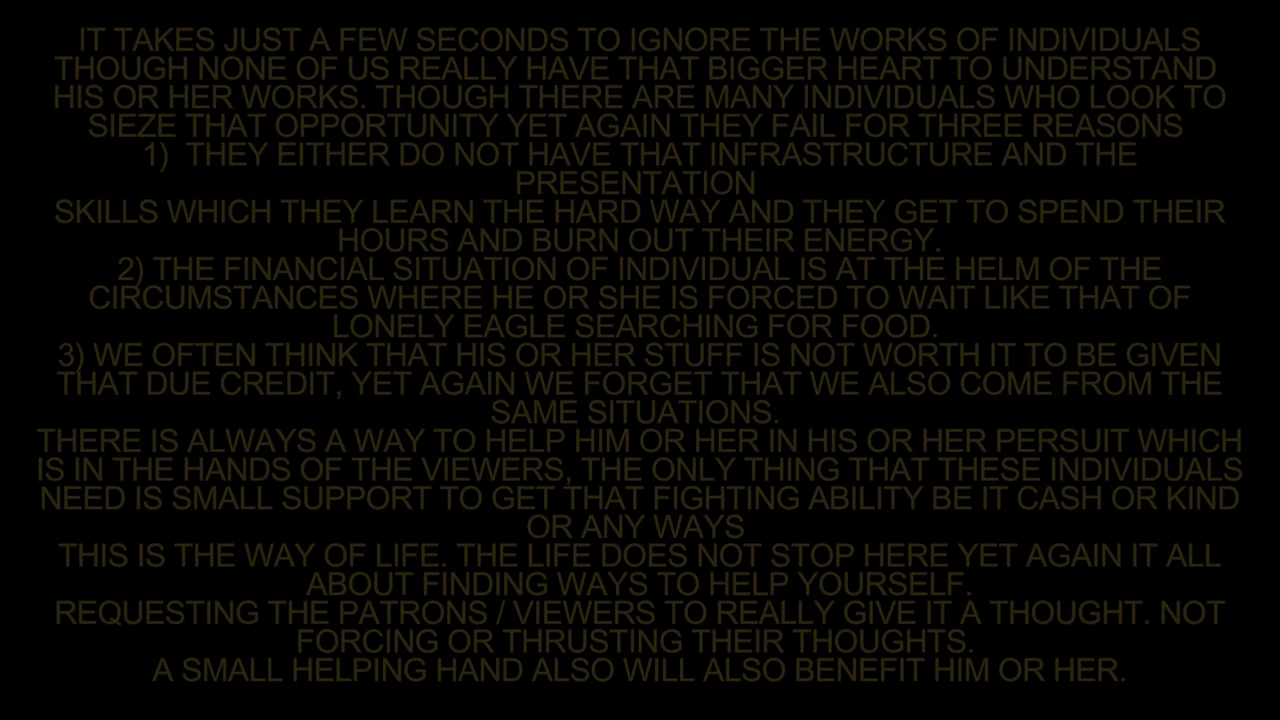 IT TAKES JUST A FEW SECONDS TO IGNORE THE WORKS OF INDIVIDUALS
THOUGH NONE OF US REALLY HAVE THAT BIGGER HEART TO UNDERSTAND
HIS OR HER WORKS. THOUGH THERE ARE MANY INDIVIDUALS WHO LOOK TO
SIEZE THAT OPPORTUNITY YET AGAIN THEY FAIL FOR THREE REASONS
1)  THEY EITHER DO NOT HAVE THAT INFRASTRUCTURE AND THE
PRESENTATION
SKILLS WHICH THEY LEARN THE HARD WAY AND THEY GET TO SPEND THEIR
HOURS AND BURN OUT THEIR ENERGY.
2) THE FINANCIAL SITUATION OF INDIVIDUAL IS AT THE HELM OF THE
CIRCUMSTANCES WHERE HE OR SHE IS FORCED TO WAIT LIKE THAT OF
LONELY EAGLE SEARCHING FOR FOOD.
3) WE OFTEN THINK THAT HIS OR HER STUFF IS NOT WORTH IT TO BE GIVEN
THAT DUE CREDIT, YET AGAIN WE FORGET THAT WE ALSO COME FROM THE
SAME SITUATIONS.
THERE IS ALWAYS A WAY TO HELP HIM OR HER IN HIS OR HER PERSUIT WHICH
IS IN THE HANDS OF THE VIEWERS, THE ONLY THING THAT THESE INDIVIDUALS
NEED IS SMALL SUPPORT TO GET THAT FIGHTING ABILITY BE IT CASH OR KIND
OR ANY WAYS
THIS IS THE WAY OF LIFE. THE LIFE DOES NOT STOP HERE YET AGAIN IT ALL
ABOUT FINDING WAYS TO HELP YOURSELF.
REQUESTING THE PATRONS / VIEWERS TO REALLY GIVE IT A THOUGHT. NOT
FORCING OR THRUSTING THEIR THOUGHTS.
A SMALL HELPING HAND ALSO WILL ALSO BENEFIT HIM OR HER.